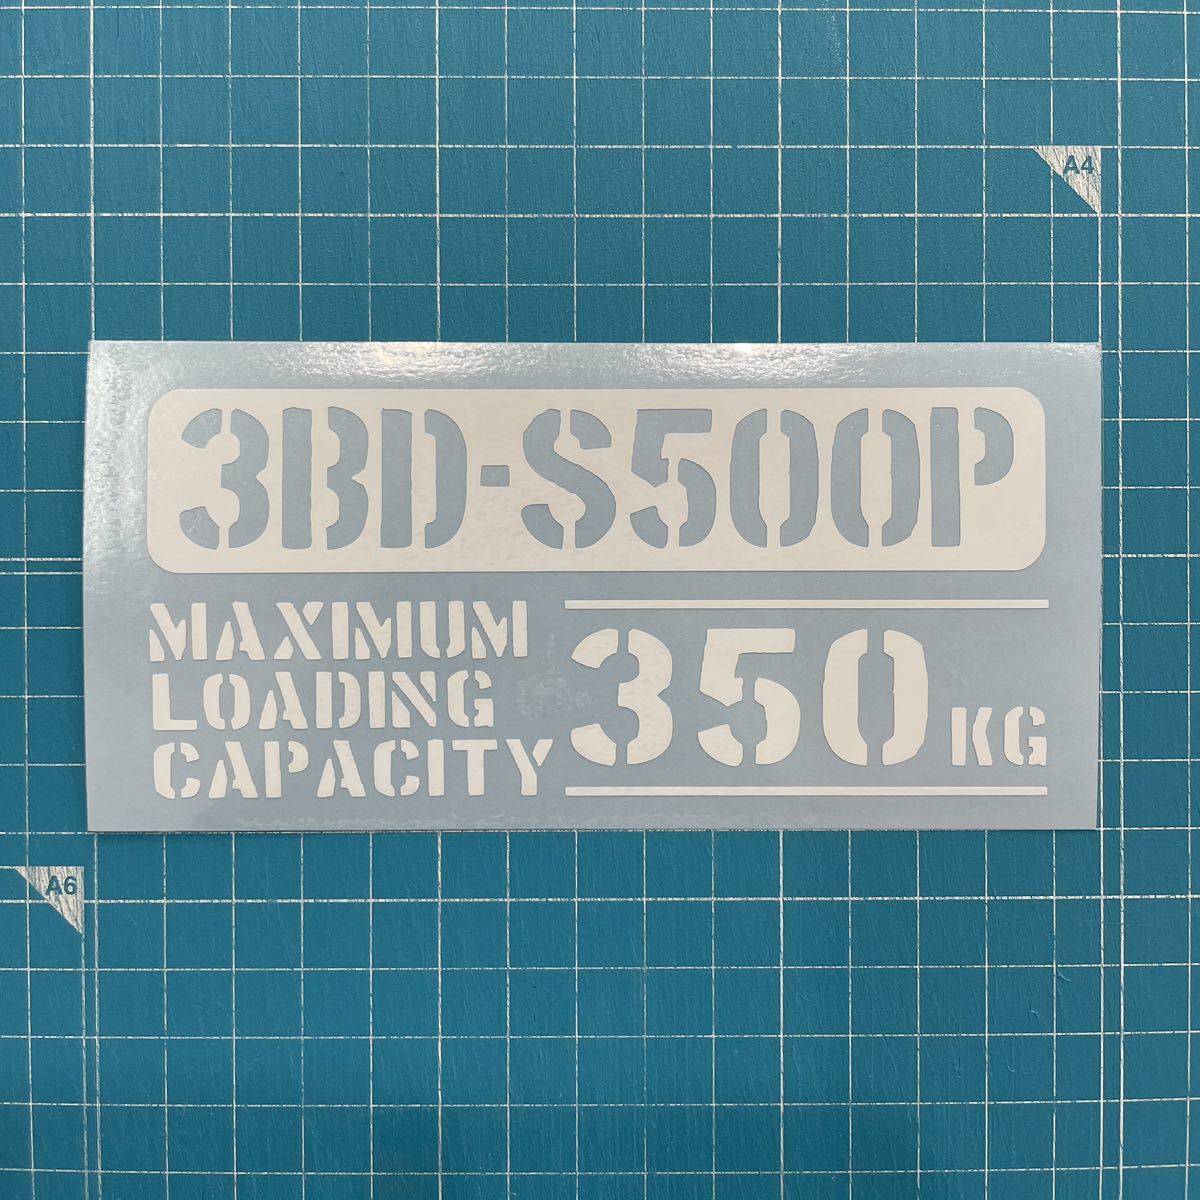 A4
3BD-S500P
MAXIMUM
LOADING
CAPACITY
350 KG
A6